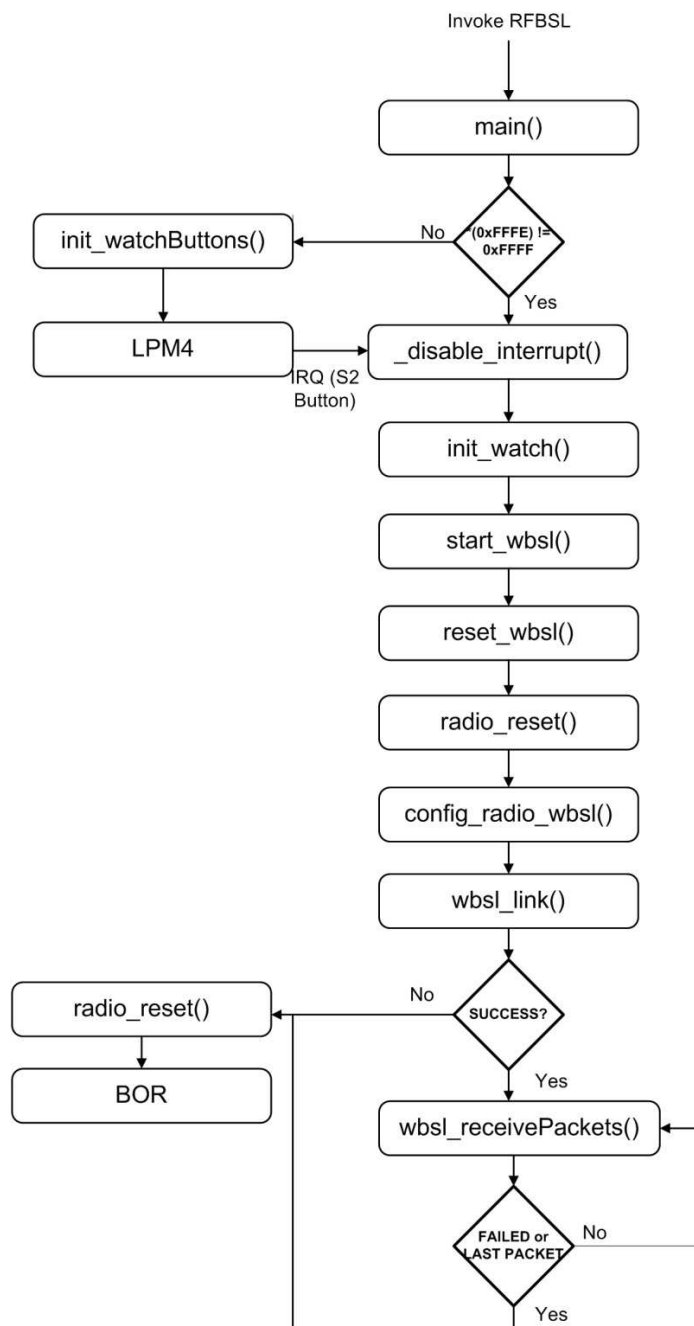 Invoke RFBSL
main()
*(0xFFFE) !=
0xFFFF
No
Yes
init_watchButtons()
LPM4
IRQ (S2
Button)
_disable_interrupt()
init_watch()
start_wbsl()
reset_wbsl()
radio_reset()
config_radio_wbsl()
wbsl_link()
SUCCESS?
No
Yes
radio_reset()
BOR
wbsl_receivePackets()
FAILED or
LAST PACKET
No
Yes